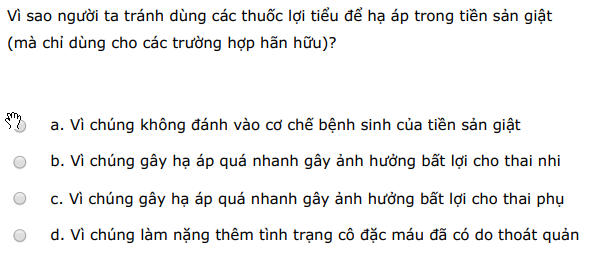 Vì sao người ta tránh dùng các thuốc lợi tiểu để hạ áp trong tiền sản giật
(mà chỉ dùng cho các trường hợp hãn hữu)?
a. Vì chúng không đánh vào cơ chế bệnh sinh của tiền sản giật
b. Vì chúng gây hạ áp quá nhanh gây ảnh hưởng bất lợi cho thai nhi
c. Vì chúng gây hạ áp quá nhanh gây ảnh hưởng bất lợi cho thai phụ
d. Vì chúng làm nặng thêm tình trạng cô đặc máu đã có do thoát quản